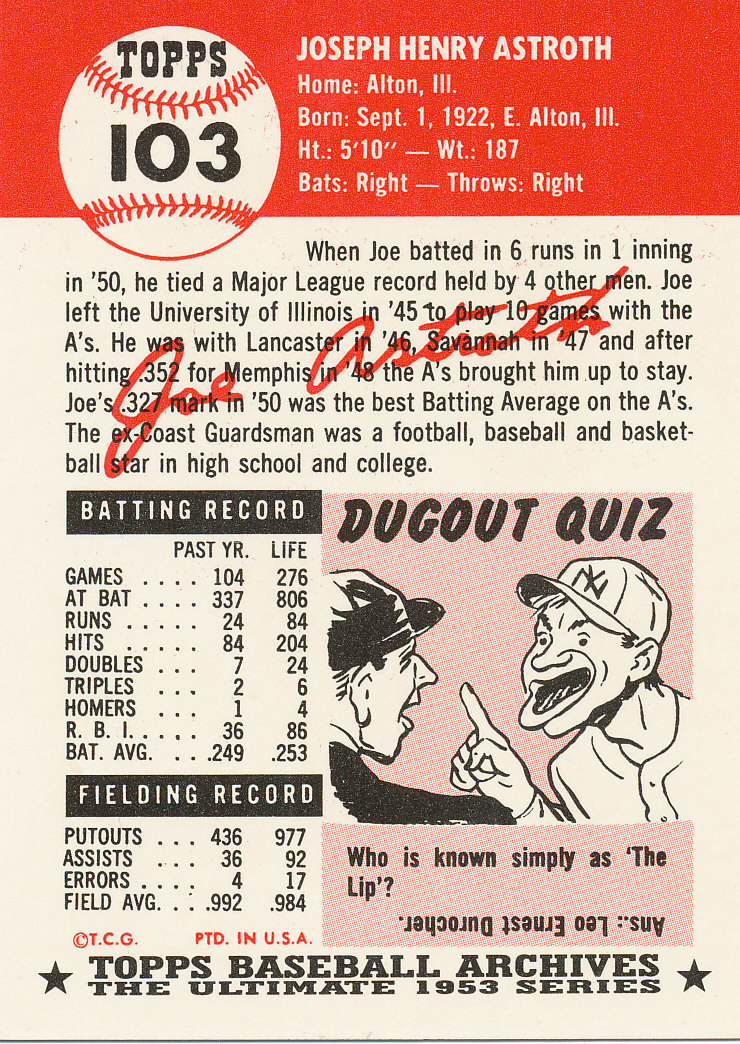 TOPPS
103
JOSEPH HENRY ASTROTH
Home: Alton, Ill.
Born: Sept. 1, 1922, E. Alton, Ill.
Ht.: 5'10" — Wt.: 187
Bats: Right — Throws: Right
When Joe batted in 6 runs in 1 inning
in '50, he tied a Major League record held by 4 other men. Joe
left the University of Illinois in '45 to play 10 games with the
A's. He was with Lancaster in '46, Savannah in '47 and after
hitting .352 for Memphis in '48 the A's brought him up to stay.
Joe's .327 mark in '50 was the best Batting Average on the A's.
The ex-Coast Guardsman was a football, baseball and basket-
ball star in high school and college.
Joe Astroth
BATTING RECORD
PAST YR. LIFE
GAMES .... 104 276
AT BAT .... 337 806
RUNS ..... 24 84
HITS ... 84 204
DOUBLES ... 7 24
TRIPLES ... 2 6
HOMERS ... 1 4
R. B. I..... 36 86
BAT. AVG. ... .249 .253
FIELDING RECORD
PUTOUTS ... 436 977
ASSISTS ... 36 92
ERRORS .... 4 17
FIELD AVG. ... .992 .984
©T.C.G. PTD. IN U.S.A.
DUGOUT QUIZ
NY
Who is known simply as 'The
Lip'?
Ans.: Leo Ernest Durocher.
★ TOPPS BASEBALL ARCHIVES ★
THE ULTIMATE 1953 SERIES